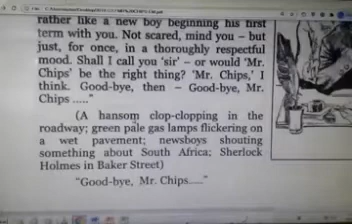 rather like a new boy beginning his first
term with you. Not scared, mind you – but
just, for once, in a thoroughly respectful
mood. Shall I call you 'sir' – or would 'Mr.
Chips' be the right thing? 'Mr. Chips,' I
think. Good-bye, then – Good-bye, Mr.
Chips ....."
(A hansom clop-clopping in the
roadway; green pale gas lamps flickering on
a wet pavement; newsboys shouting
something about South Africa; Sherlock
Holmes in Baker Street)
"Good-bye, Mr. Chips....."